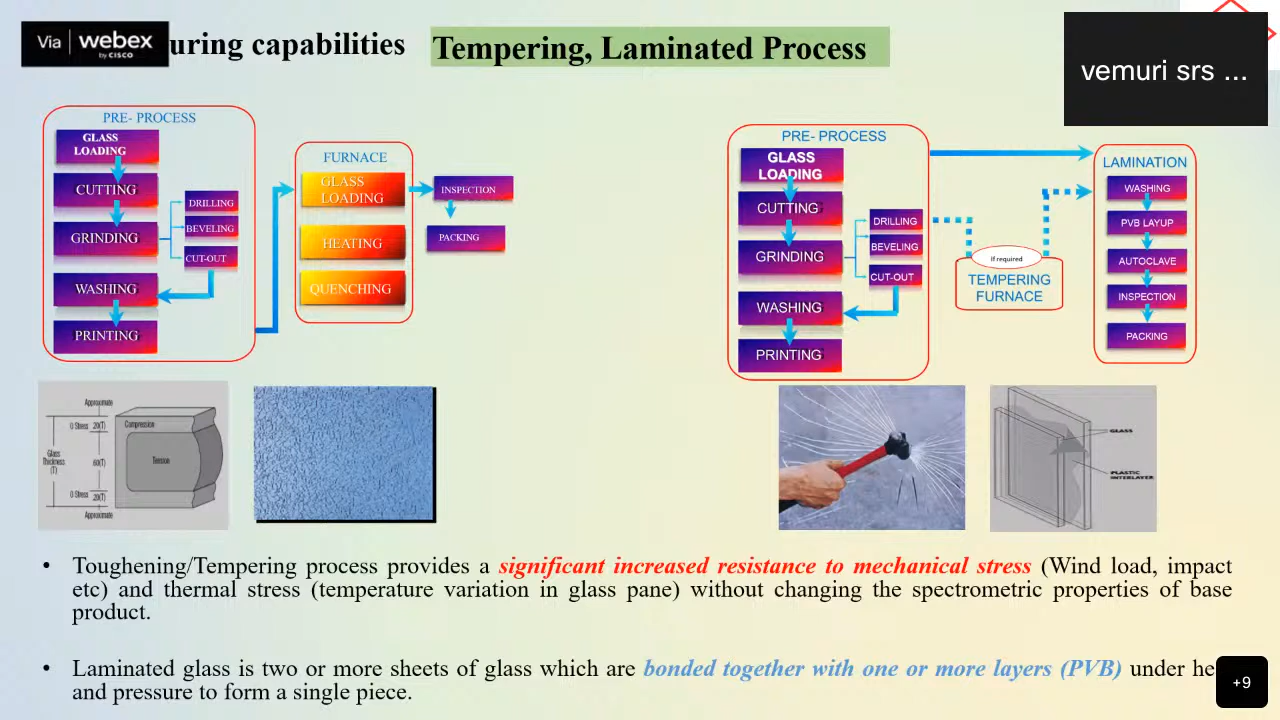 Via webex
by CISCO
uring capabilities
Tempering, Laminated Process
vemuri srs ...
PRE- PROCESS
GLASS
LOADING
CUTTING
GRINDING
DRILLING
BEVELING
CUT-OUT
WASHING
PRINTING
FURNACE
GLASS
LOADING
HEATING
QUENCHING
INSPECTION
PACKING
PRE- PROCESS
GLASS
LOADING
CUTTING
GRINDING
DRILLING
BEVELING
CUT-OUT
WASHING
PRINTING
if required
TEMPERING
FURNACE
LAMINATION
WASHING
PVB LAYUP
AUTOCLAVE
INSPECTION
PACKING
Approximate
0 Stress 20(T)
Compression
Glass
Thickness
(T)
60(T)
Tension
0 Stress 20(T)
Approximate
GLASS
PLASTIC
INTERLAYER
• Toughening/Tempering process provides a significant increased resistance to mechanical stress (Wind load, impact
etc) and thermal stress (temperature variation in glass pane) without changing the spectrometric properties of base
product.
• Laminated glass is two or more sheets of glass which are bonded together with one or more layers (PVB) under he
and pressure to form a single piece.
+9